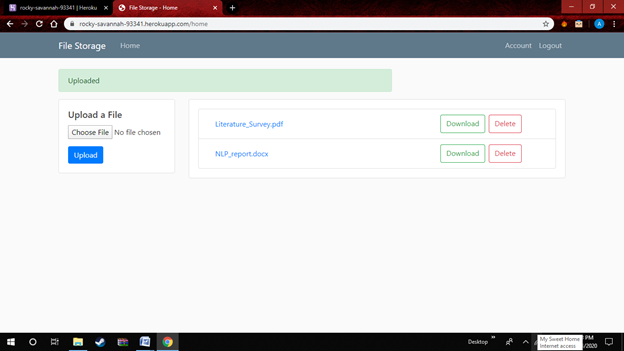 rocky-savannah-93341 | Heroku
File Storage - Home
rocky-savannah-93341.herokuapp.com/home
File Storage
Home
Account
Logout
Uploaded
Upload a File
Choose File No file chosen
Upload
Literature_Survey.pdf
Download
Delete
NLP_report.docx
Download
Delete
Desktop
My Sweet Home
Internet access
PM
/2020